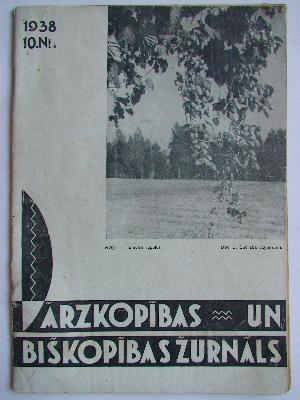 1938
10.Nr.
DĀRZKOPĪBAS UN
BIŠKOPĪBAS ŽURNĀLS